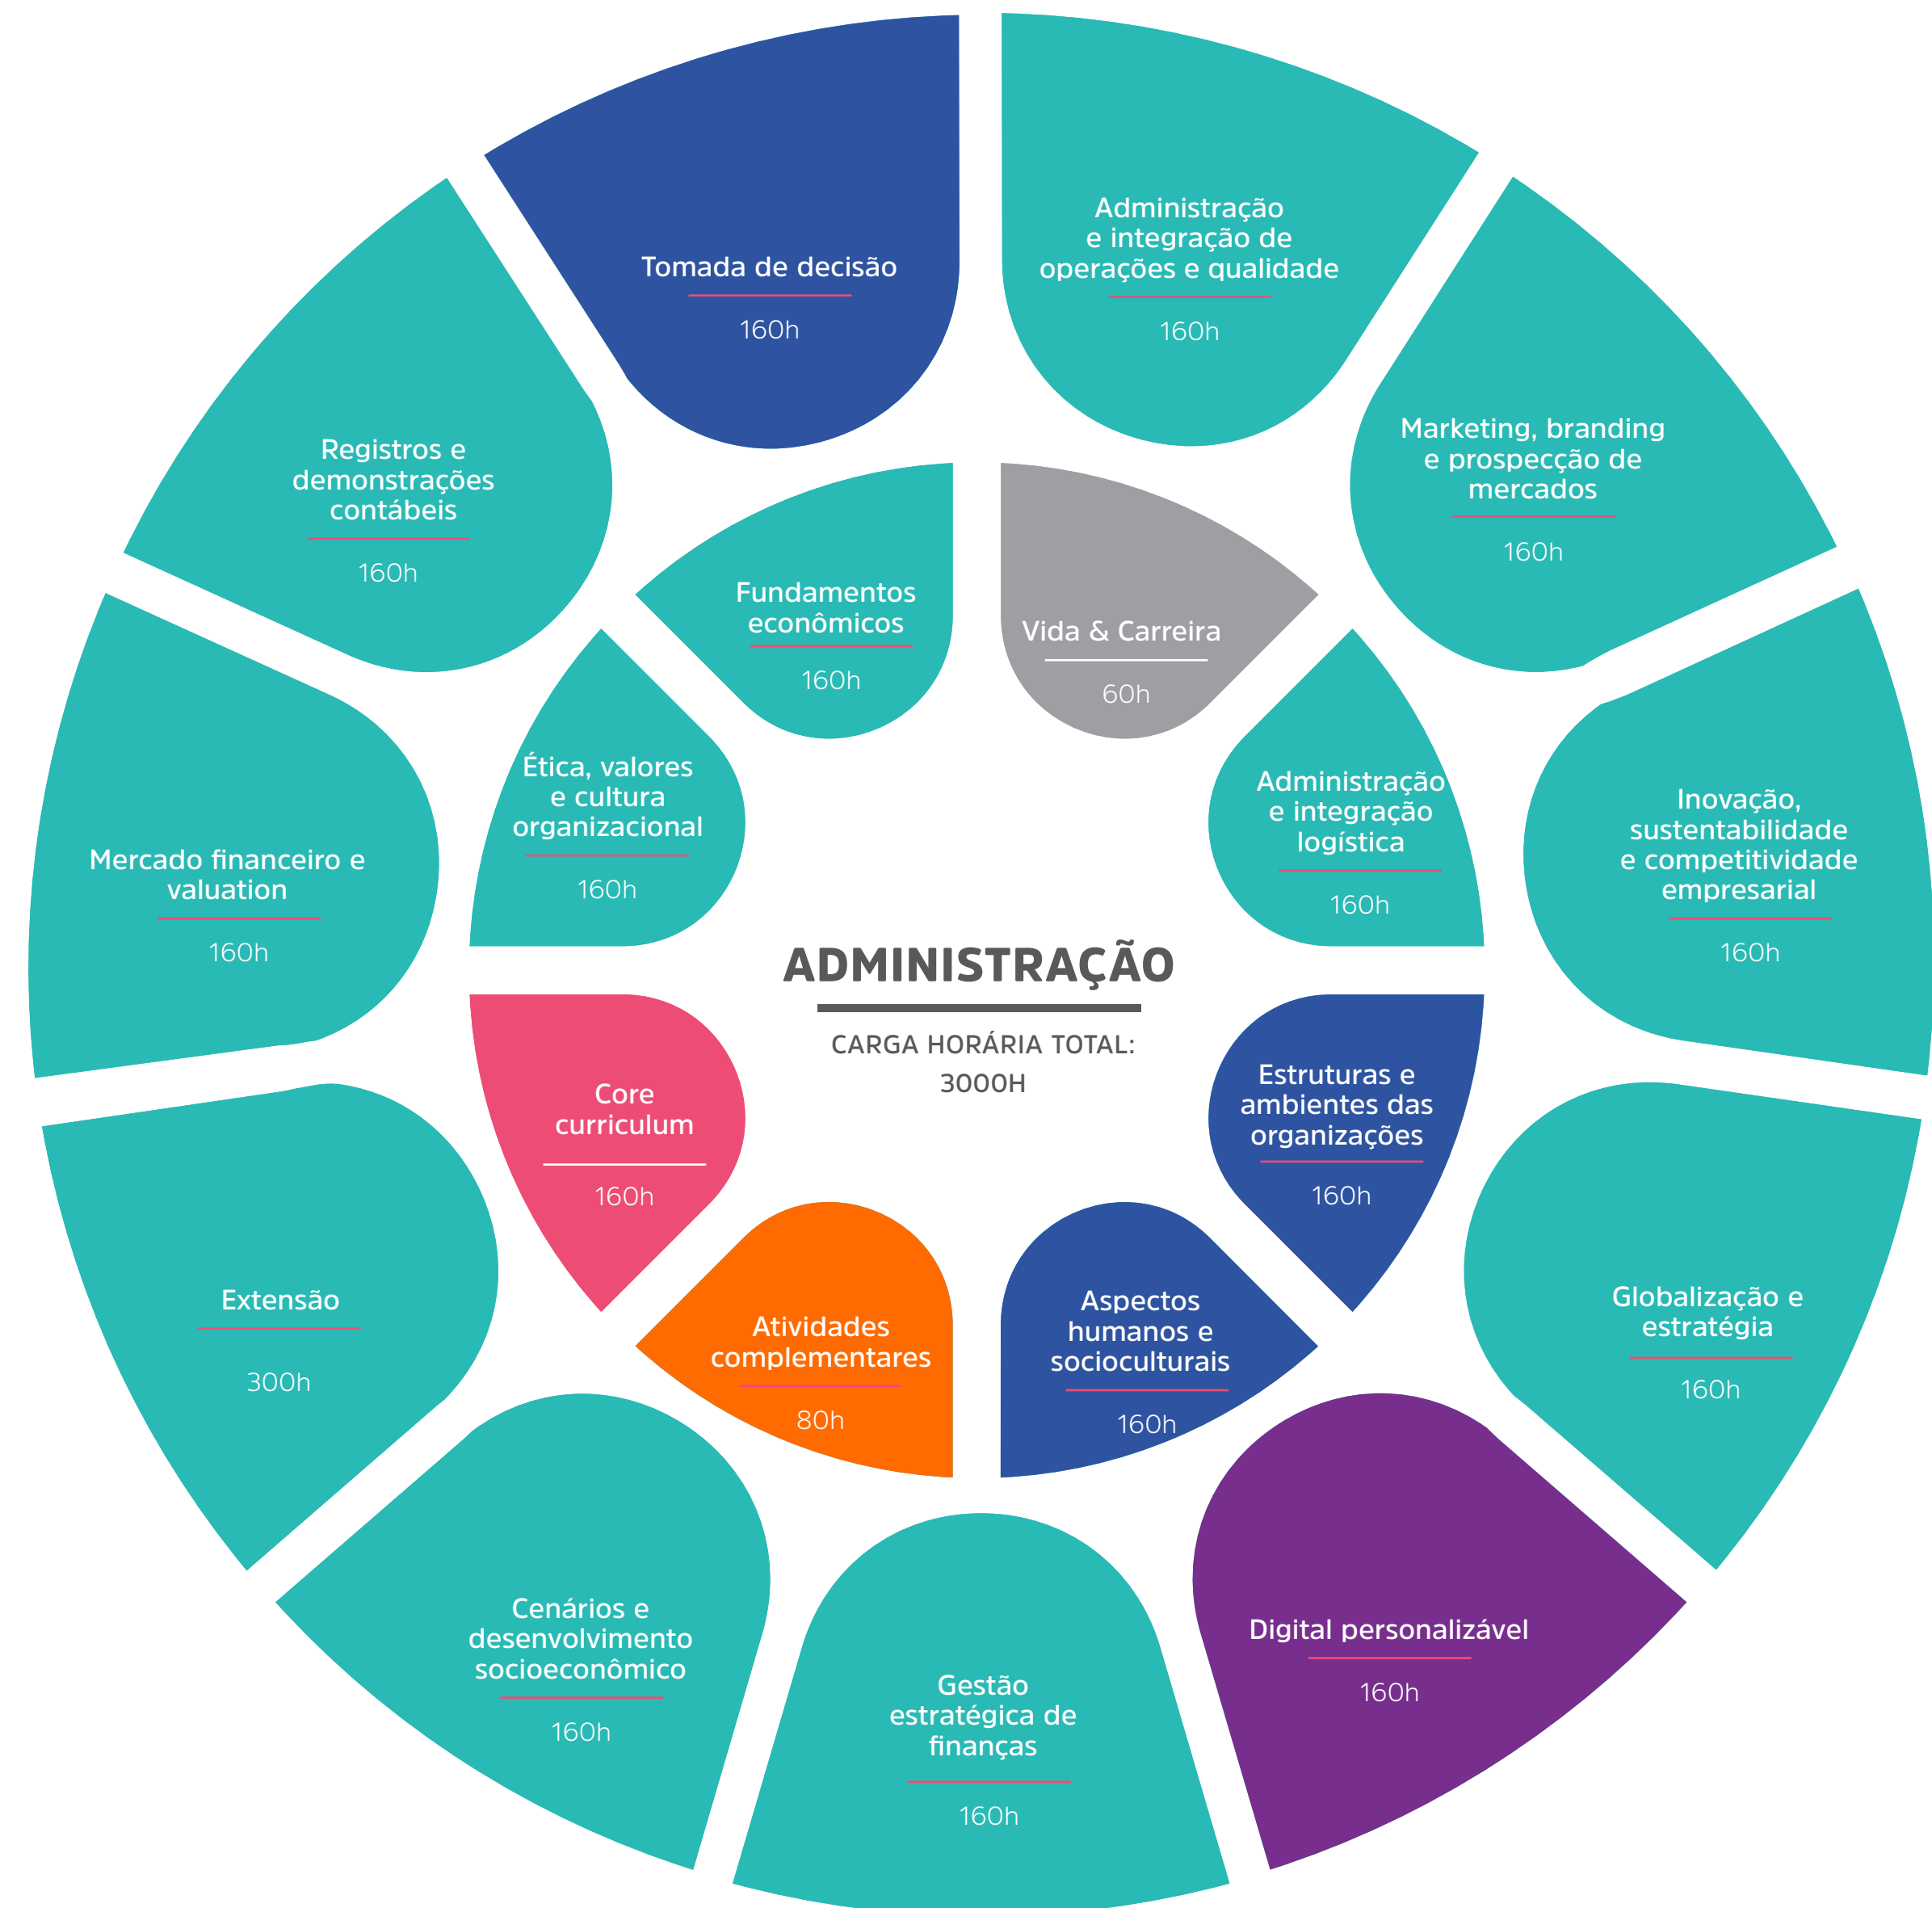 Tomada de decisão
160h
Administração
e integração de
operações e qualidade
160h
Marketing, branding
e prospecção de
mercados
160h
Registros e
demonstrações
contábeis
160h
Fundamentos
econômicos
160h
Vida & Carreira
60h
Ética, valores
e cultura
organizacional
160h
Administração
e integração
logística
160h
Inovação,
sustentabilidade
e competitividade
empresarial
160h
Mercado financeiro e
valuation
160h
ADMINISTRAÇÃO
CARGA HORÁRIA TOTAL:
3000H
Core
curriculum
160h
Estruturas e
ambientes das
organizações
160h
Extensão
300h
Atividades
complementares
80h
Aspectos
humanos e
socioculturais
160h
Globalização e
estratégia
160h
Cenários e
desenvolvimento
socioeconômico
160h
Gestão
estratégica de
finanças
160h
Digital personalizável
160h